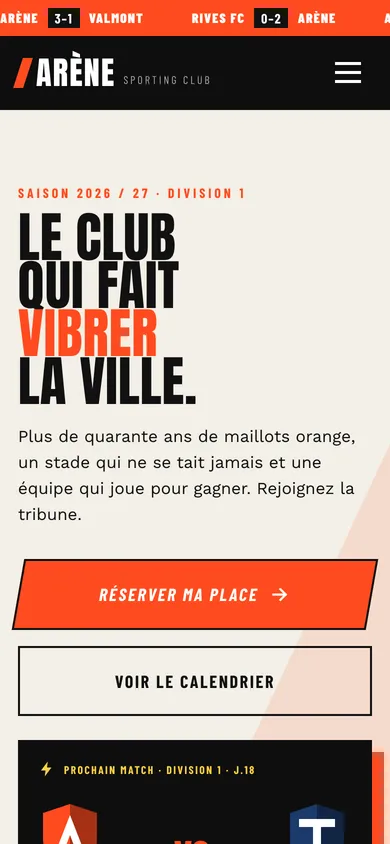 ARÈNE 3–1 VALMONT RIVES FC 0–2 ARÈNE
ARÈNE SPORTING CLUB
SAISON 2026 / 27 · DIVISION 1
LE CLUB
QUI FAIT
VIBRER
LA VILLE.
Plus de quarante ans de maillots orange,
un stade qui ne se tait jamais et une
équipe qui joue pour gagner. Rejoignez la
tribune.
RÉSERVER MA PLACE →
VOIR LE CALENDRIER
PROCHAIN MATCH · DIVISION 1 · J.18
A T